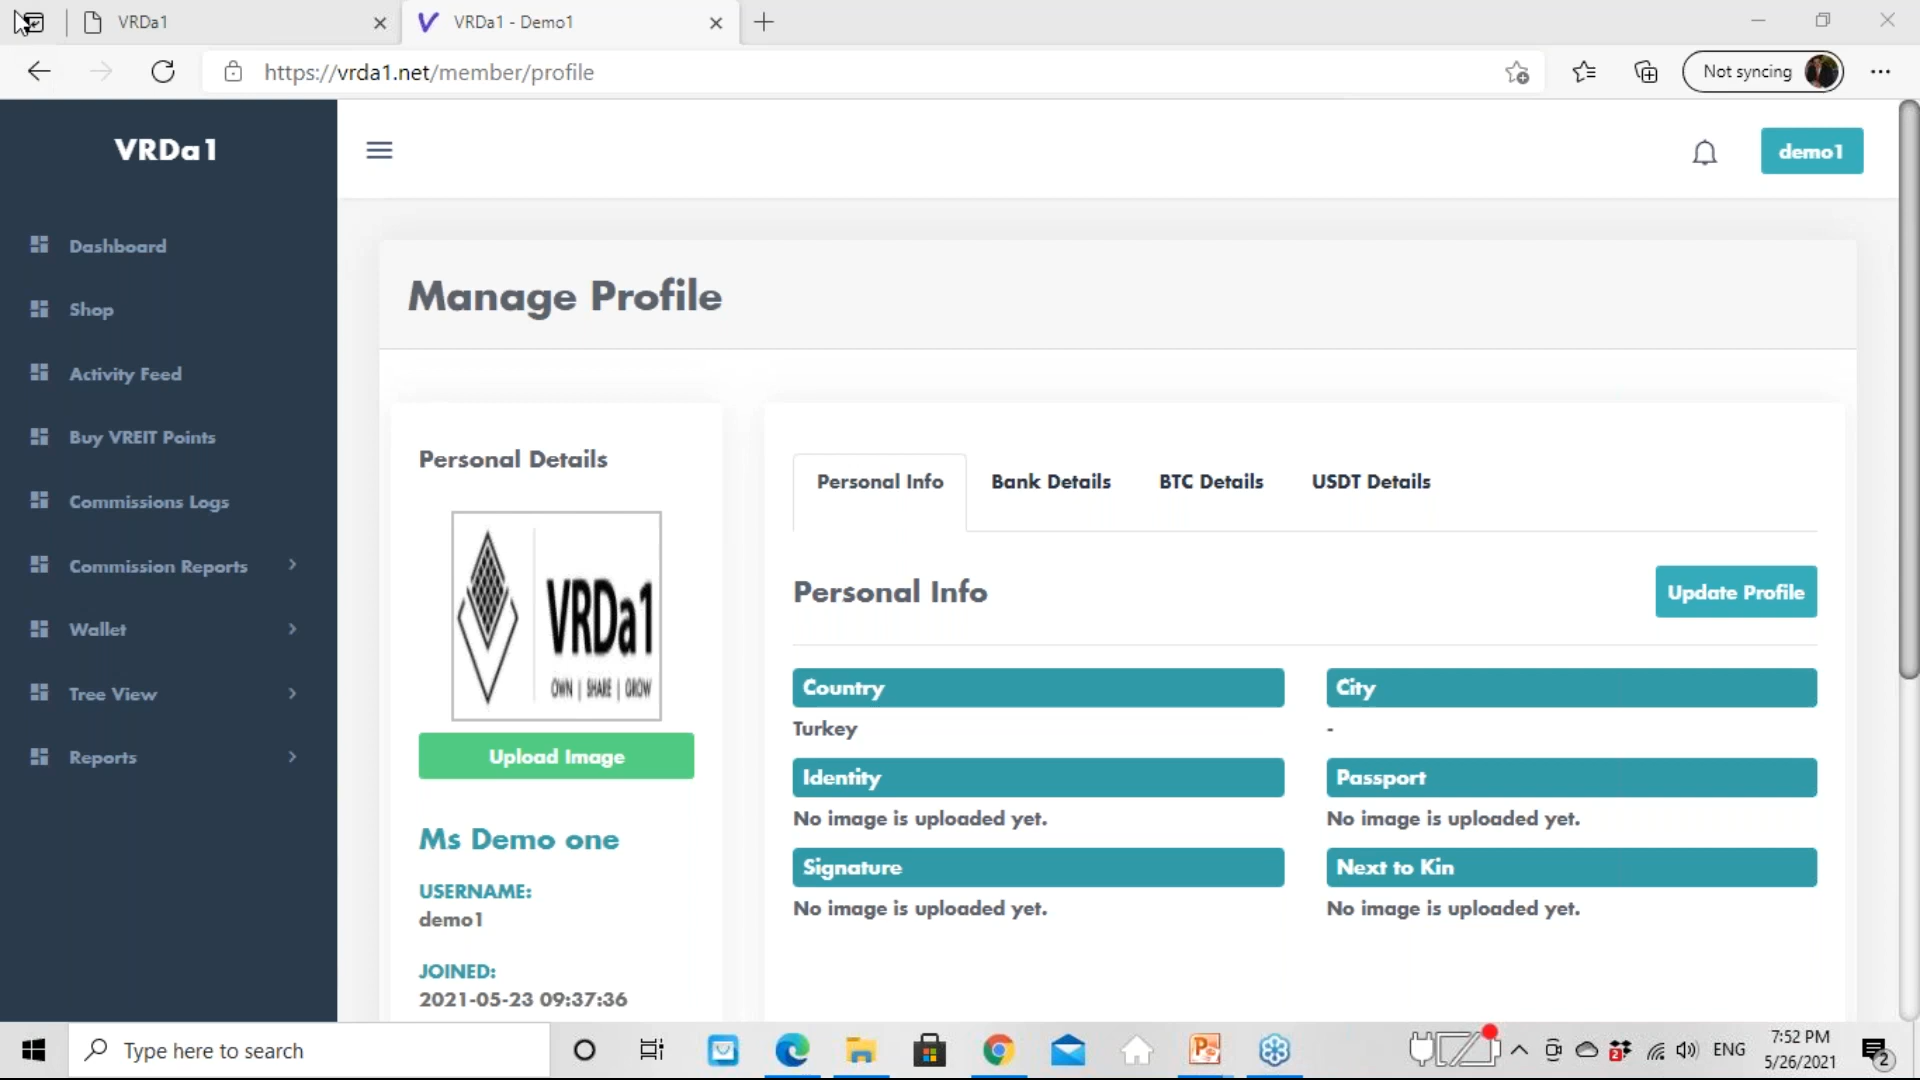 VRDa1
VRDa1 - Demo1
https://vrda1.net/member/profile
Not syncing
VRDa1
demo1
Dashboard
Shop
Activity Feed
Buy VREIT Points
Commissions Logs
Commission Reports
Wallet
Tree View
Reports
Manage Profile
Personal Details
VRDa1
OWN | SHARE | GROW
Upload Image
Ms Demo one
USERNAME:
demo1
JOINED:
2021-05-23 09:37:36
Personal Info
Bank Details
BTC Details
USDT Details
Personal Info
Update Profile
Country
City
Turkey
-
Identity
Passport
No image is uploaded yet.
No image is uploaded yet.
Signature
Next to Kin
No image is uploaded yet.
No image is uploaded yet.
Type here to search
2
ENG
7:52 PM
5/26/2021
2